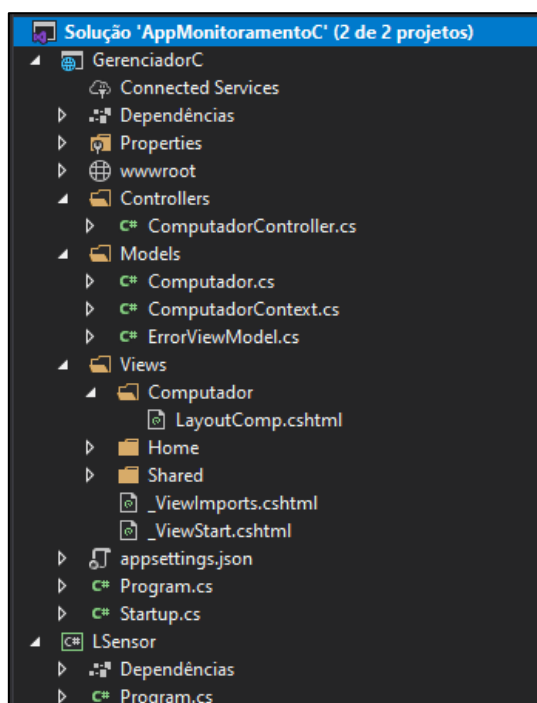 Solução 'AppMonitoramentoC' (2 de 2 projetos)
GerenciadorC
Connected Services
Dependências
Properties
wwwroot
Controllers
C# ComputadorController.cs
Models
C# Computador.cs
C# ComputadorContext.cs
C# ErrorViewModel.cs
Views
Computador
LayoutComp.cshtml
Home
Shared
_ViewImports.cshtml
_ViewStart.cshtml
appsettings.json
C# Program.cs
C# Startup.cs
C# LSensor
Dependências
C# Program.cs